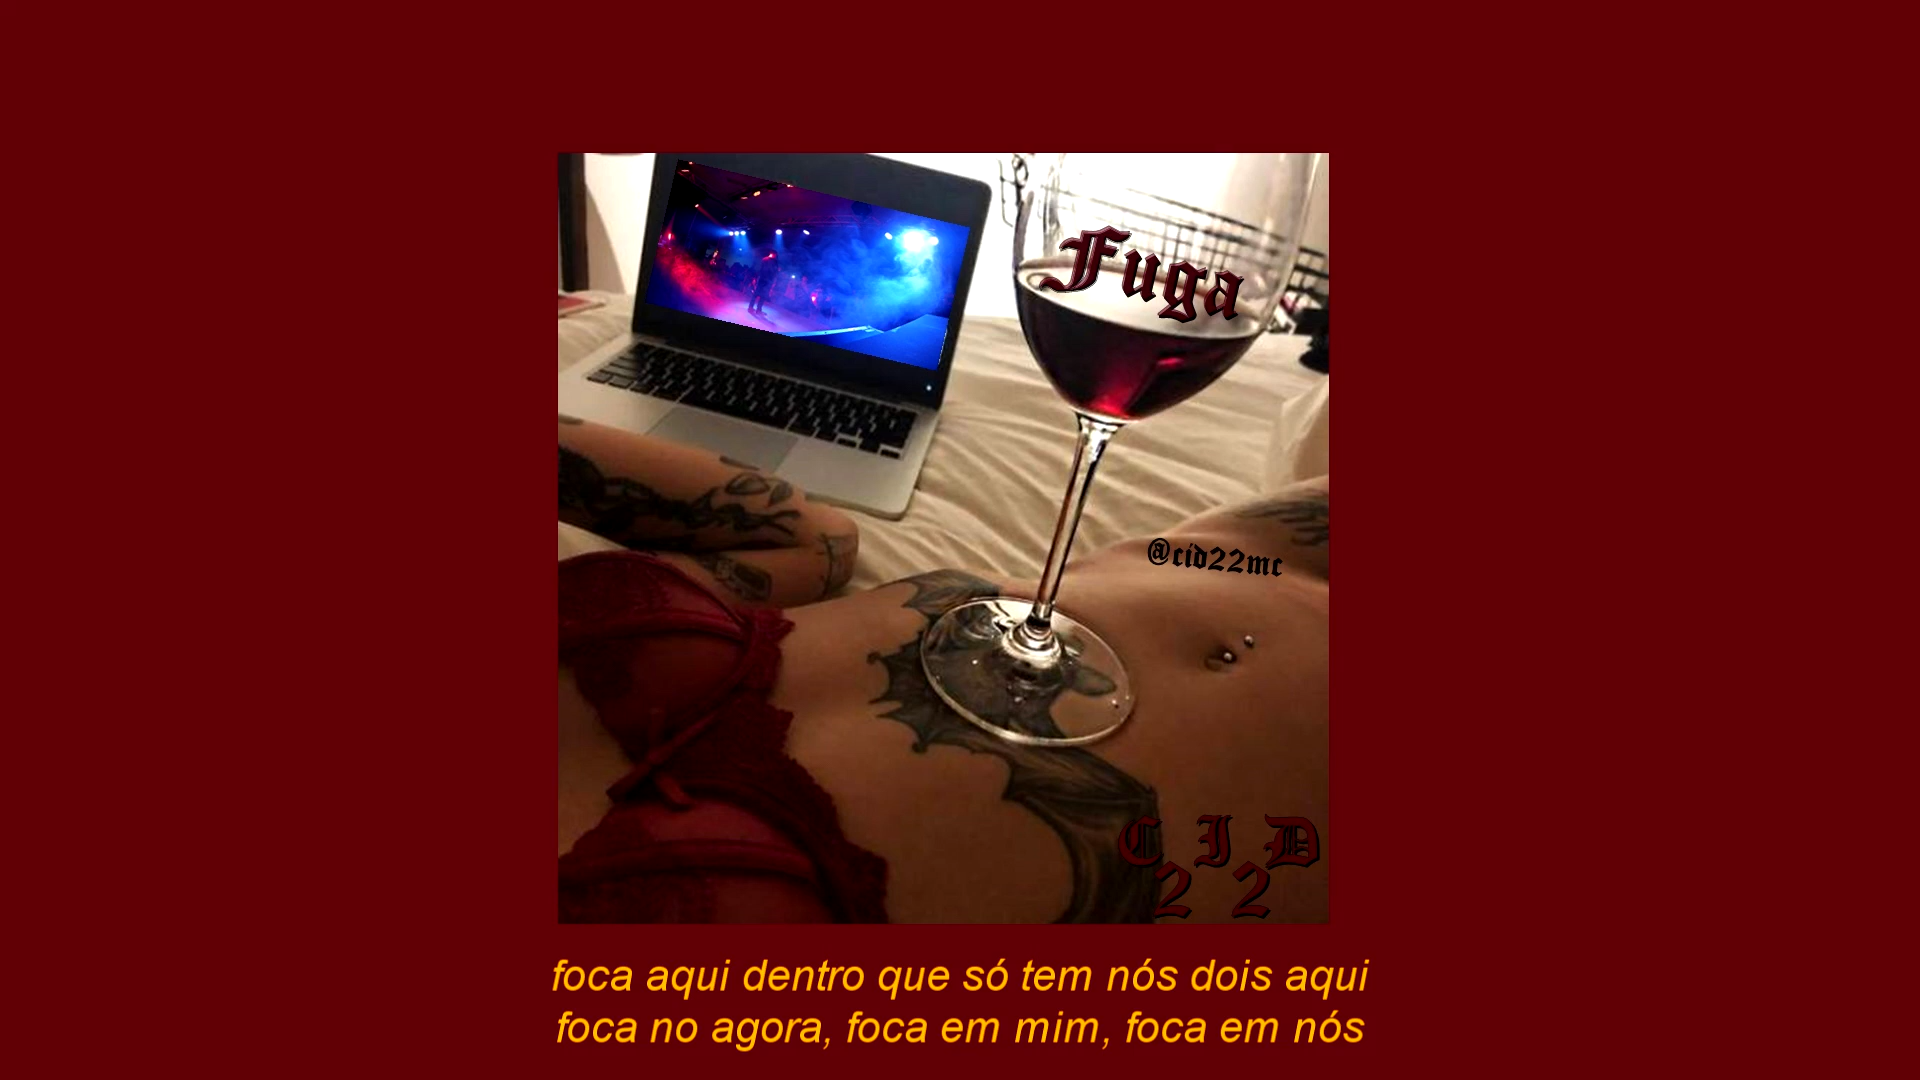 Fuga
@cid22mc
CID
22
foca aqui dentro que só tem nós dois aqui
foca no agora, foca em mim, foca em nós